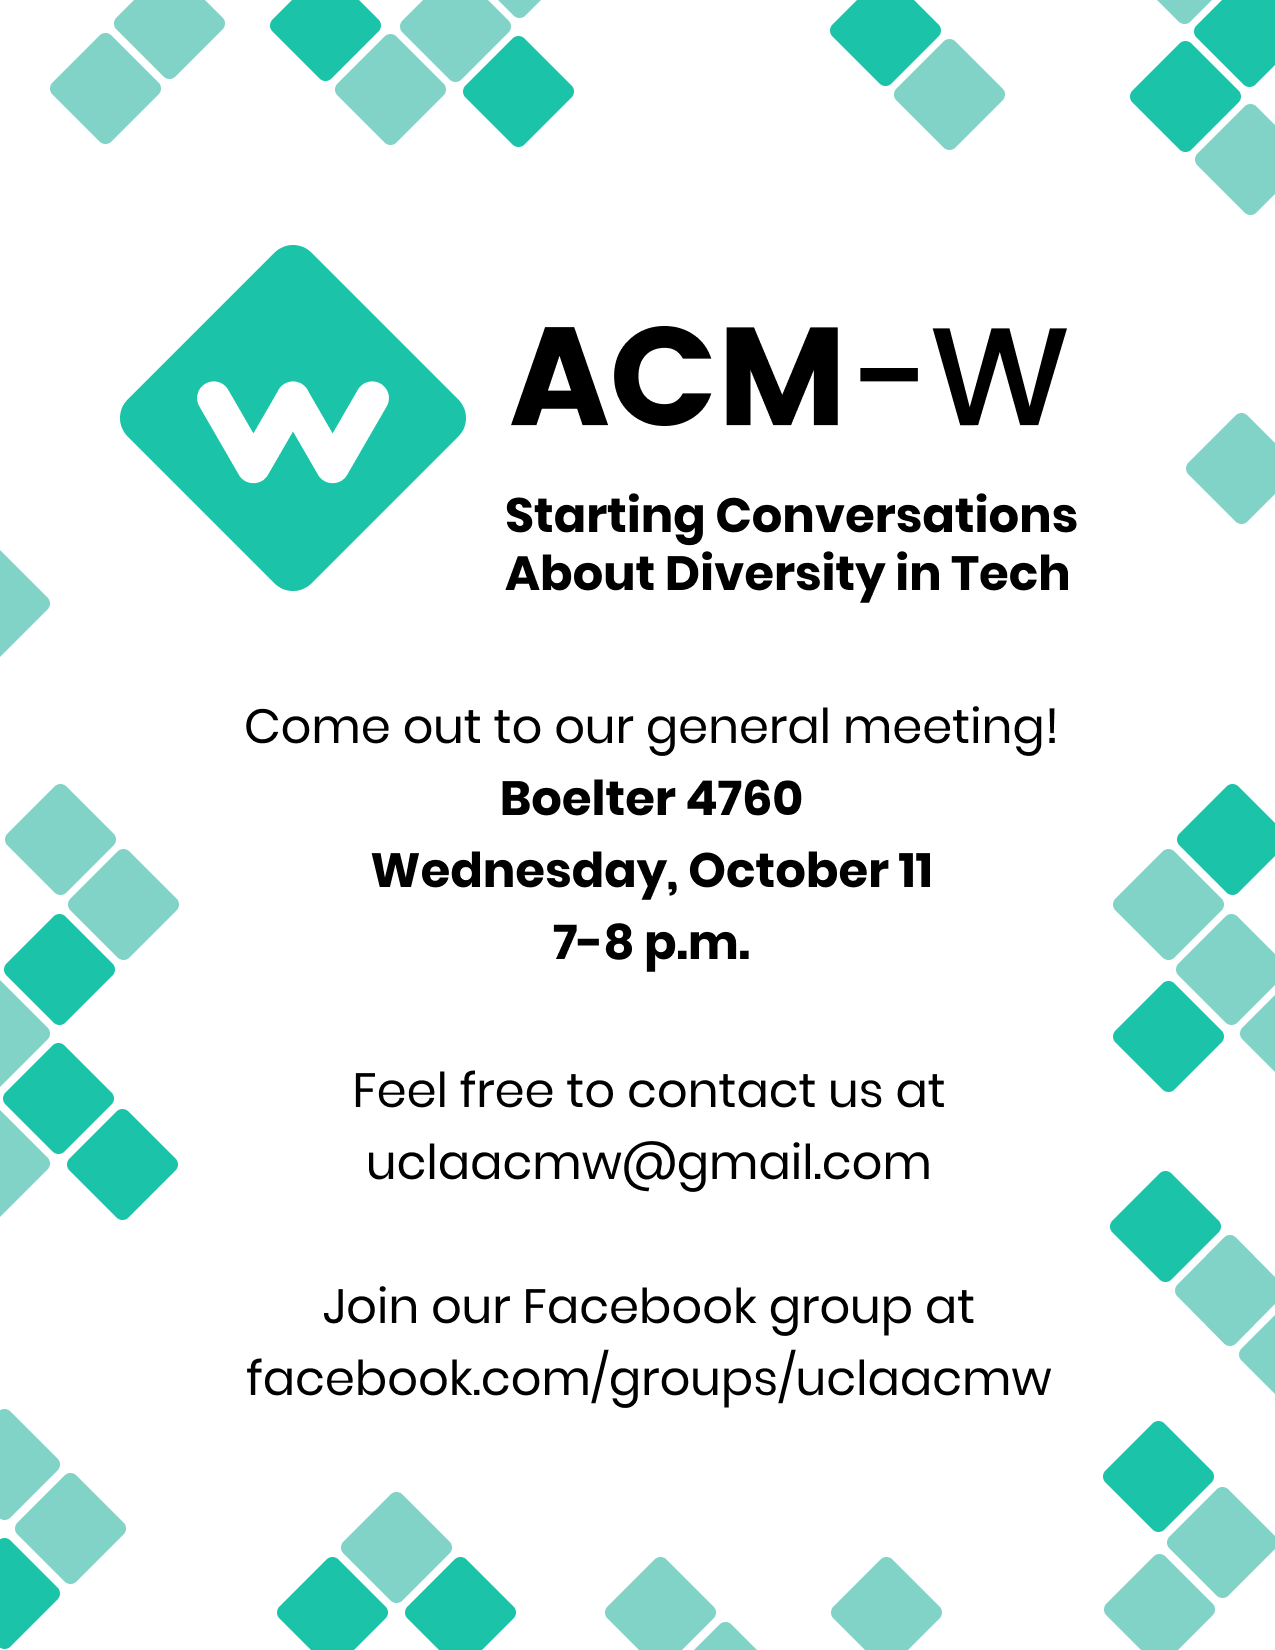 w
ACM-W
Starting Conversations
About Diversity in Tech
Come out to our general meeting!
Boelter 4760
Wednesday, October 11
7-8 p.m.
Feel free to contact us at
uclaacmw@gmail.com
Join our Facebook group at
facebook.com/groups/uclaacmw